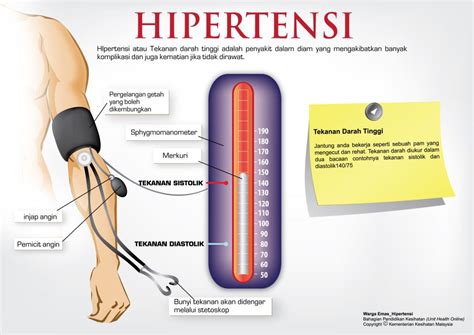 HIPERTENSI
Hipertensi atau Tekanan darah tinggi adalah penyakit dalam diam yang mengakibatkan banyak
komplikasi dan juga kematian jika tidak dirawat.
Pergelangan getah
yang boleh
dikembungkan
Sphygmomanometer
Merkuri
TEKANAN SISTOLIK
TEKANAN DIASTOLIK
injap angin
Pemicit angin
Bunyi tekanan akan didengar
melalui stetoskop
190
180
170
160
150
140
130
120
110
100
90
80
70
60
50
Tekanan Darah Tinggi
Jantung anda bekerja seperti sebuah pam yang
mengecut dan rehat. Tekanan darah diukur dalam
dua bacaan contohnya tekanan sistolik dan
diastolik140/75
Warga Emas_Hipertensi
Bahagian Pendidikan Kesihatan (Unit Health Online)
Copyright © Kementerian Kesihatan Malaysia